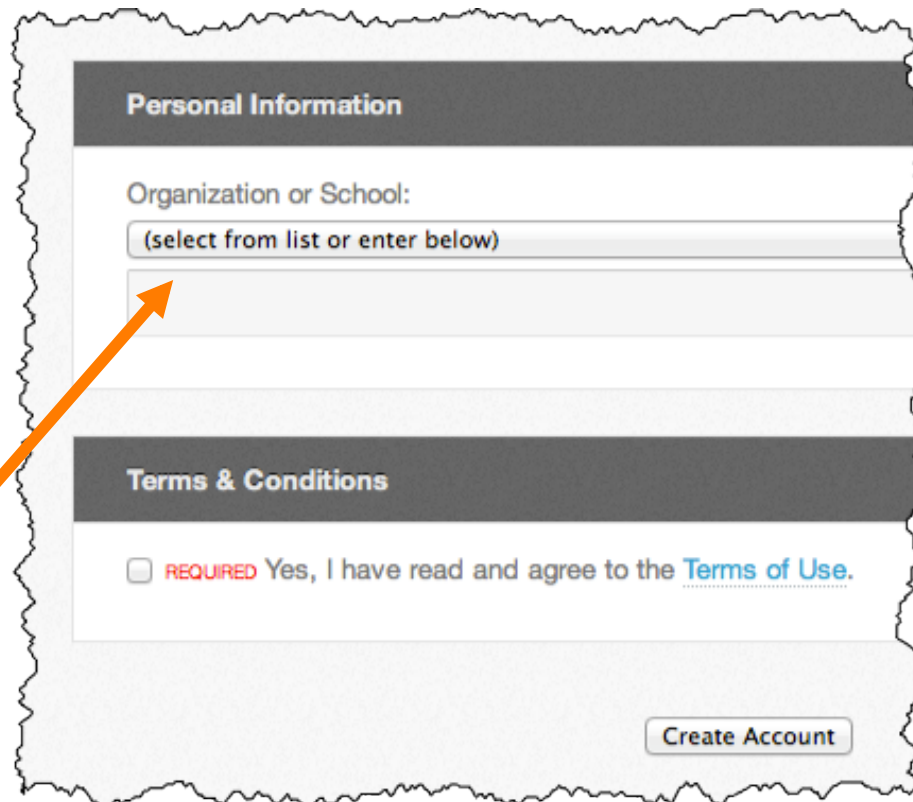 Personal Information
Organization or School:
(select from list or enter below)
Terms & Conditions
REQUIRED Yes, I have read and agree to the Terms of Use.
Create Account